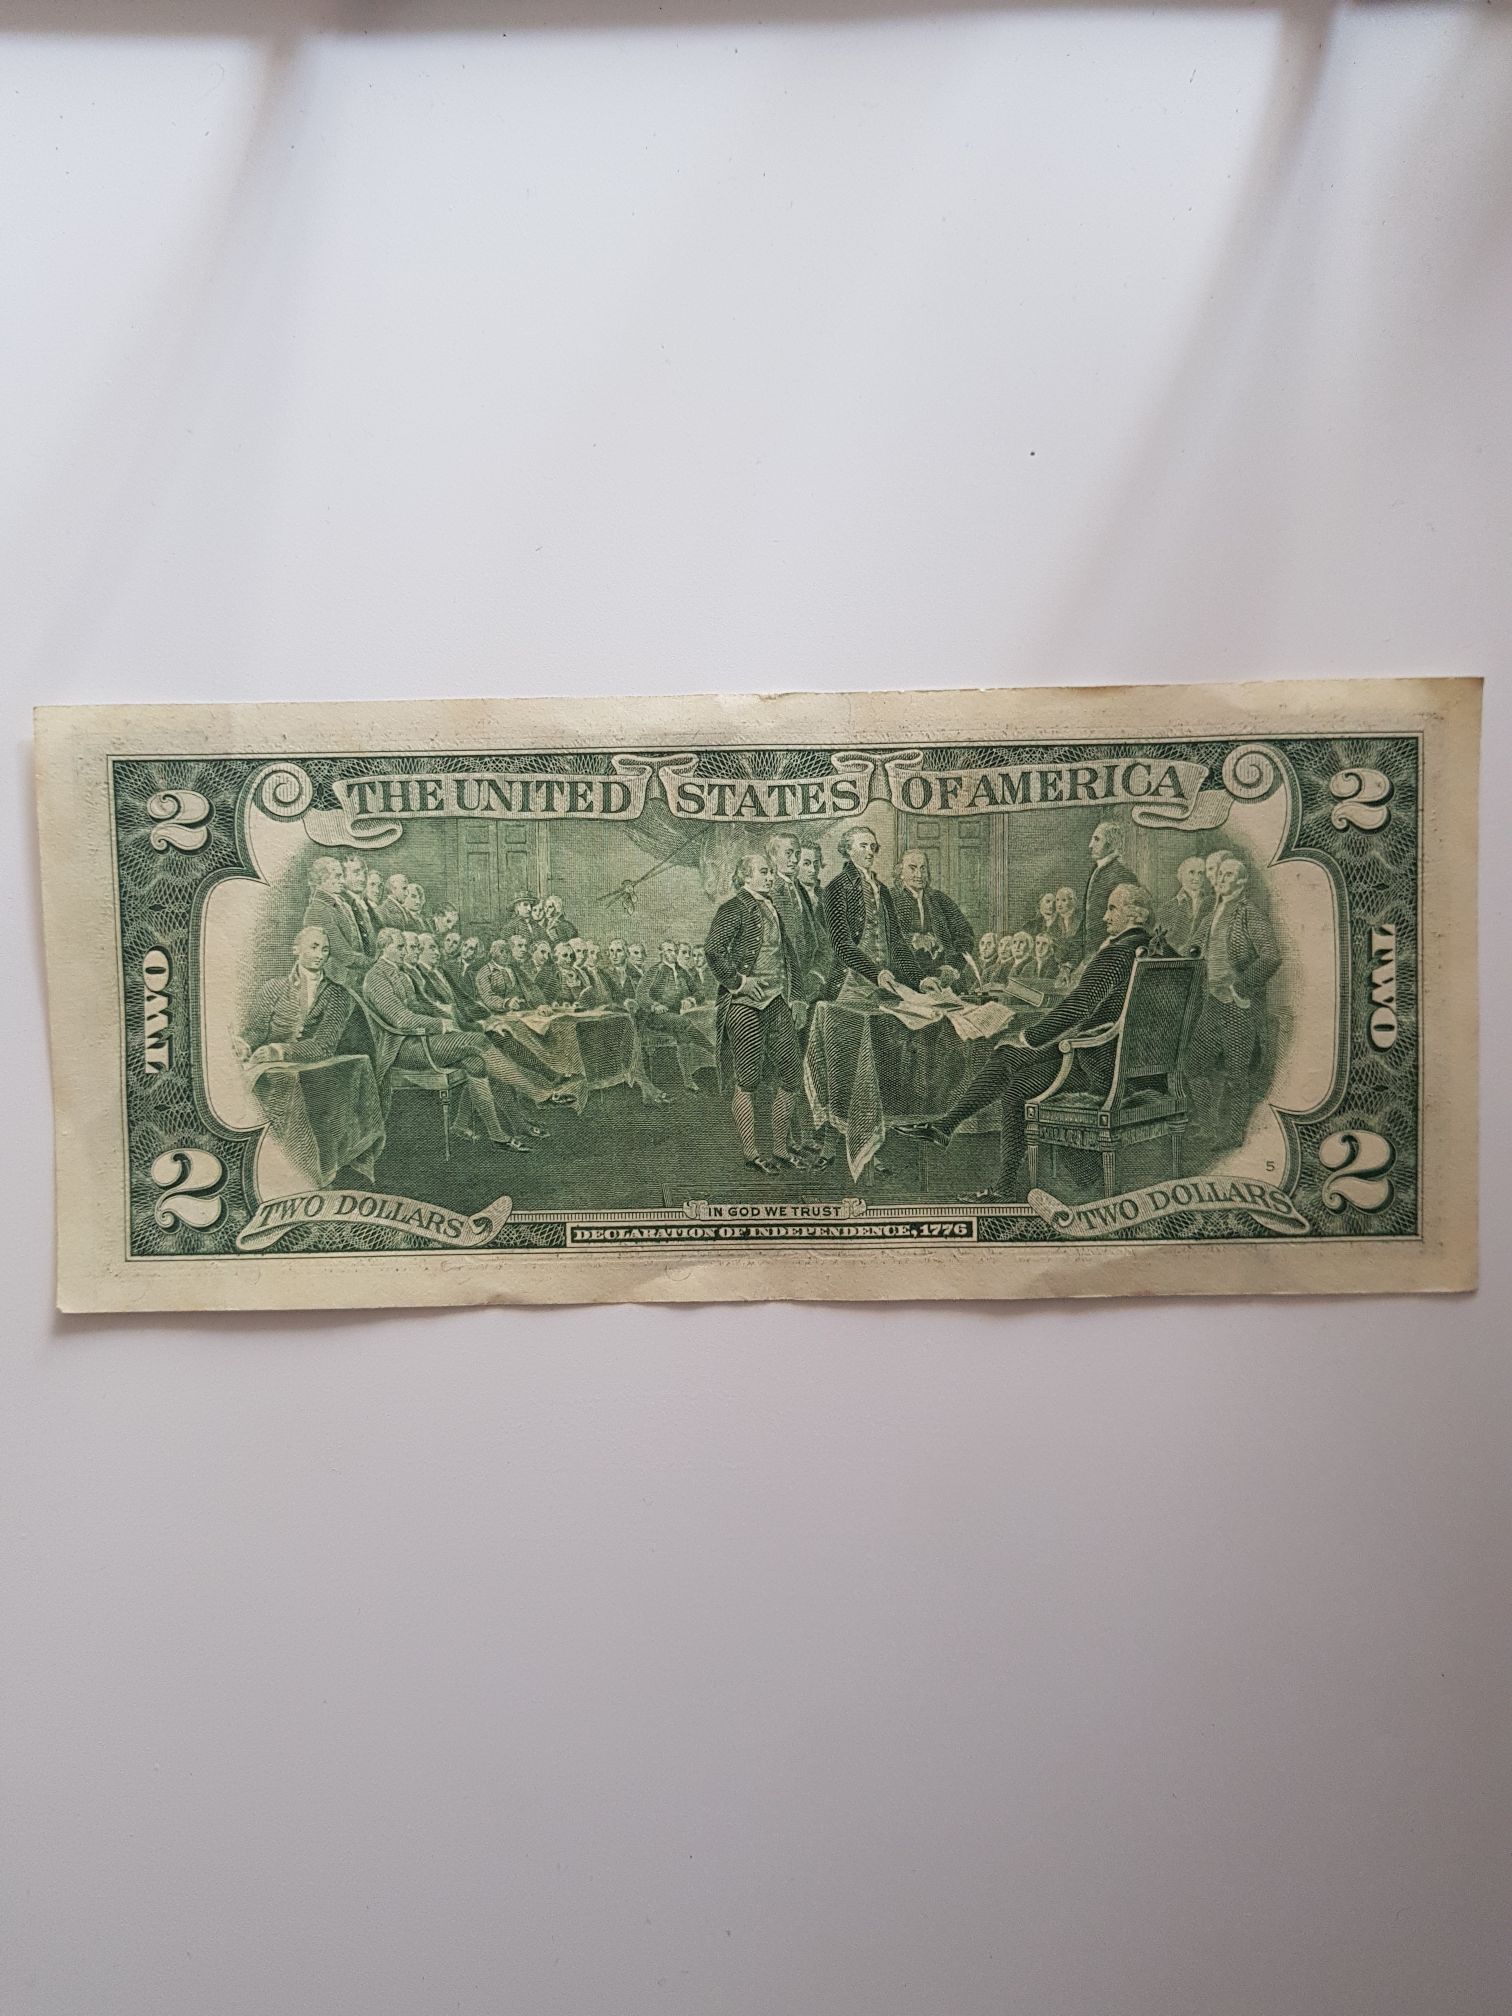 2 THE UNITED STATES OF AMERICA 2
TWO
TWO
5
2 TWO DOLLARS IN GOD WE TRUST TWO DOLLARS 2
DECLARATION OF INDEPENDENCE, 1776